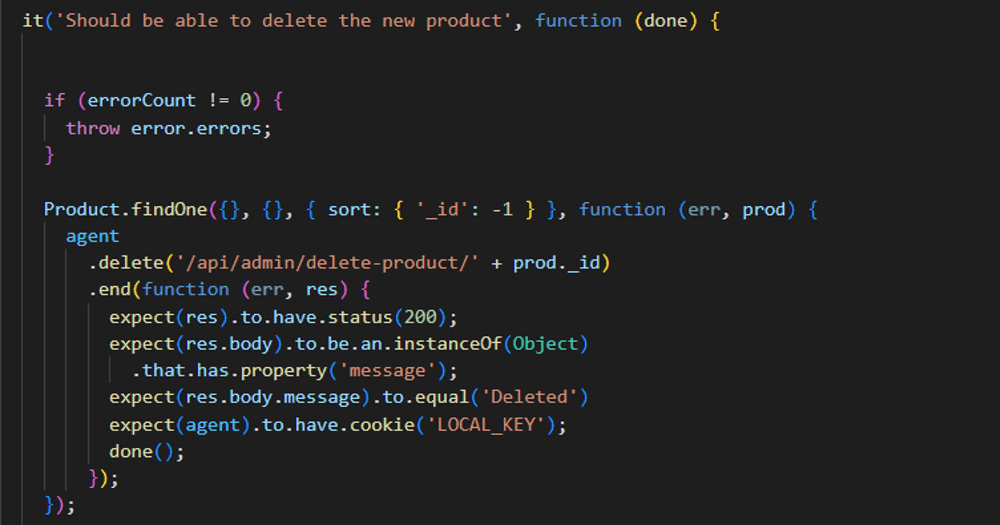 it('Should be able to delete the new product', function (done) {
if (errorCount != 0) {
throw error.errors;
}
Product.findOne({}, {}, { sort: { '_id': -1 } }, function (err, prod) {
agent
.delete('/api/admin/delete-product/' + prod._id)
.end(function (err, res) {
expect(res).to.have.status(200);
expect(res.body).to.be.an.instanceOf(Object)
.that.has.property('message');
expect(res.body.message).to.equal('Deleted')
expect(agent).to.have.cookie('LOCAL_KEY');
done();
});
});